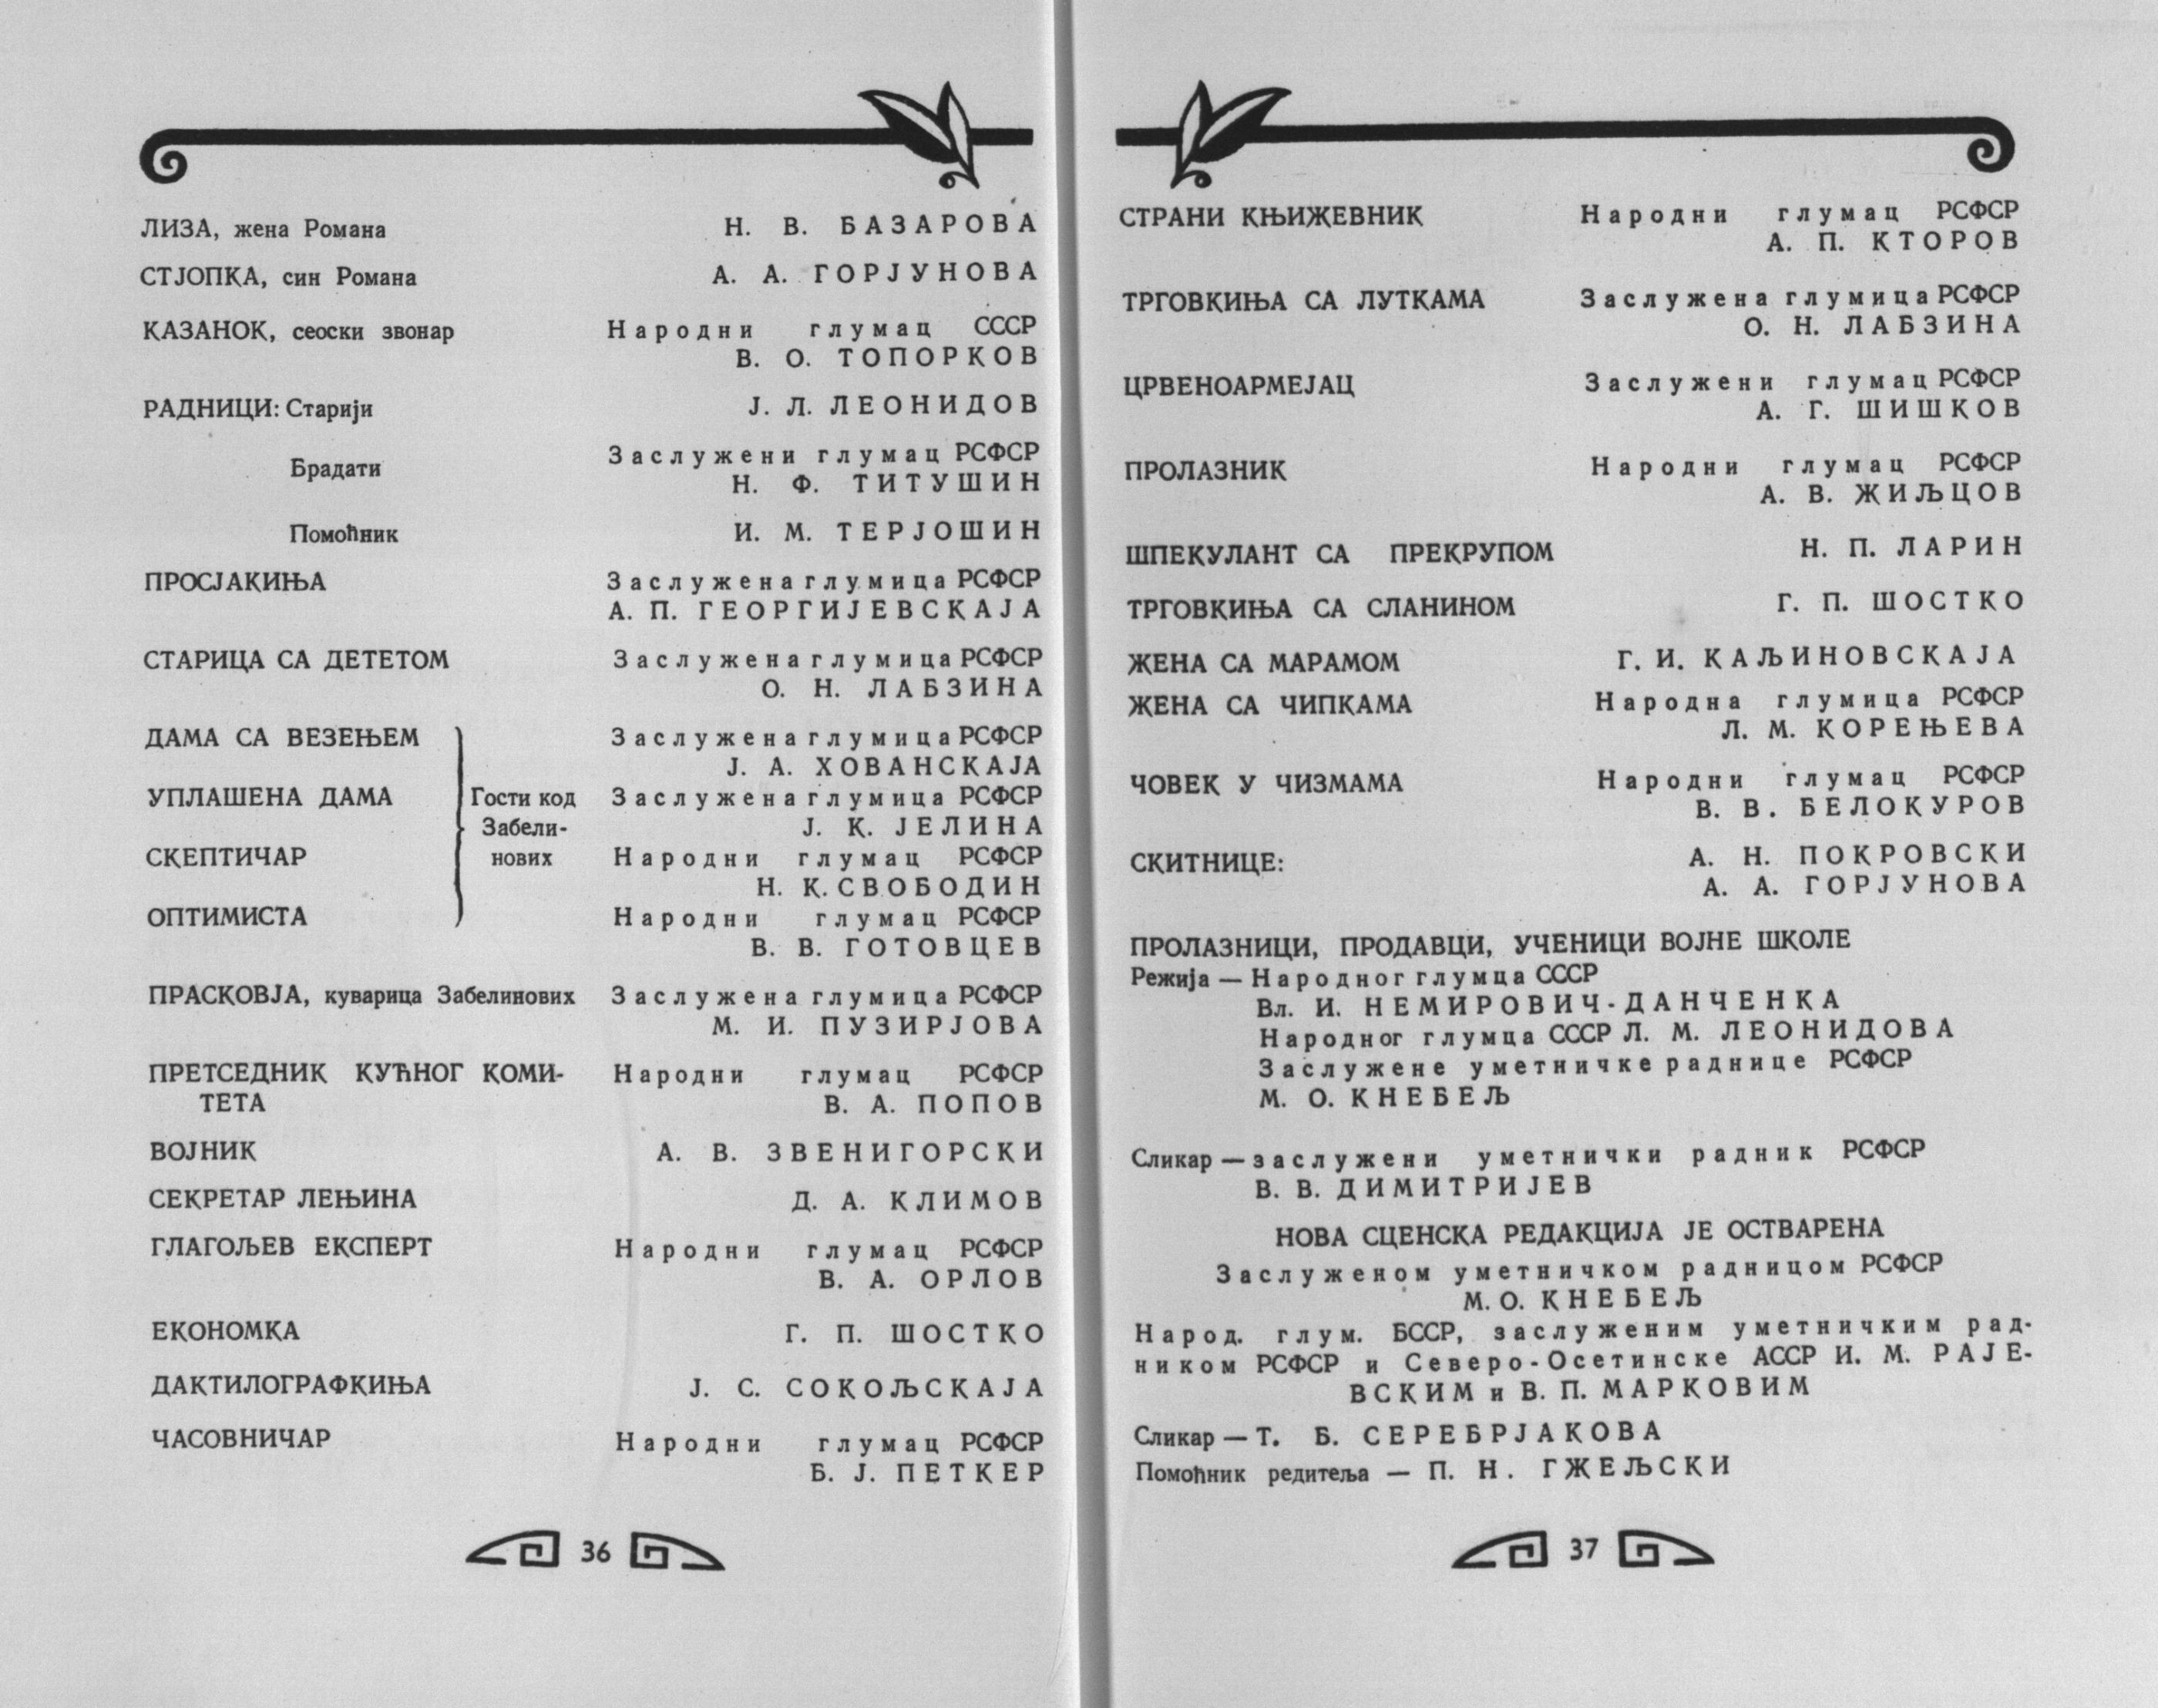 ЛИЗА, жена Романа Н. В. БАЗАРОВА
СТЈОПКА, син Романа А. А. ГОРЈУНОВА
КАЗАНОК, сеоски звонар Народни глумац СССР
В. О. ТОПОРКОВ
РАДНИЦИ: Старији Ј. Л. ЛЕОНИДОВ
Заслужени глумац РСФСР
Брадати
Н. Ф. ТИТУШИН
Помоћник И. М. ТЕРЈОШИН
ПРОСЈАКИЊА Заслужена глумица РСФСР
А. П. ГЕОРГИЈЕВСКАЈА
СТАРИЦА СА ДЕТЕТОМ Заслужена глумица РСФСР
О. Н. ЛАБЗИНА
ДАМА СА ВЕЗЕЊЕМ Заслужена глумица РСФСР
Ј. А. ХОВАНСКАЈА
УПЛАШЕНА ДАМА Гости код Заслужена глумица РСФСР
Забели- Ј. К. ЈЕЛИНА
СКЕПТИЧАР нових Народни глумац РСФСР
Н. К. СВОБОДИН
ОПТИМИСТА Народни глумац РСФСР
В. В. ГОТОВЦЕВ
ПРАСКОВЈА, куварица Забелинових Заслужена глумица РСФСР
М. И. ПУЗИРЈОВА
ПРЕТСЕДНИК КУЋНОГ КОМИ- Народни глумац РСФСР
ТЕТА В. А. ПОПОВ
ВОЈНИК А. В. ЗВЕНИГОРСКИ
СЕКРЕТАР ЛЕЊИНА Д. А. КЛИМОВ
ГЛАГОЉЕВ ЕКСПЕРТ Народни глумац РСФСР
В. А. ОРЛОВ
ЕКОНОМКА Г. П. ШОСТКО
ДАКТИЛОГРАФКИЊА Ј. С. СОКОЉСКАЈА
ЧАСОВНИЧАР Народни глумац РСФСР
Б. Ј. ПЕТКЕР
36
СТРАНИ КЊИЖЕВНИК Народни глумац РСФСР
А. П. КТОРОВ
ТРГОВКИЊА СА ЛУТКАМА Заслужена глумица РСФСР
О. Н. ЛАБЗИНА
ЦРВЕНОАРМЕЈАЦ Заслужени глумац РСФСР
А. Г. ШИШКОВ
ПРОЛАЗНИК Народни глумац РСФСР
А. В. ЖИЉЦОВ
ШПЕКУЛАНТ СА ПРЕКРУПОМ Н. П. ЛАРИН
ТРГОВКИЊА СА СЛАНИНОМ Г. П. ШОСТКО
ЖЕНА СА МАРАМОМ Г. И. КАЉИНОВСКАЈА
ЖЕНА СА ЧИПКАМА Народна глумица РСФСР
Л. М. КОРЕЊЕВА
ЧОВЕК У ЧИЗМАМА Народни глумац РСФСР
В. В. БЕЛОКУРОВ
СКИТНИЦЕ: А. Н. ПОКРОВСКИ
А. А. ГОРЈУНОВА
ПРОЛАЗНИЦИ, ПРОДАВЦИ, УЧЕНИЦИ ВОЈНЕ ШКОЛЕ
Режија — Народног глумца СССР
Вл. И. НЕМИРОВИЧ-ДАНЧЕНКА
Народног глумца СССР Л. М. ЛЕОНИДОВА
Заслужене уметничке раднице РСФСР
М. О. КНЕБЕЉ
Сликар — заслужени уметнички радник РСФСР
В. В. ДИМИТРИЈЕВ
НОВА СЦЕНСКА РЕДАКЦИЈА ЈЕ ОСТВАРЕНА
Заслуженом уметничком радницом РСФСР
М. О. КНЕБЕЉ
Народ. глум. БССР, заслуженим уметничким рад-
ником РСФСР и Северо-Осетинске АССР И. М. РАЈЕ-
ВСКИМ и В. П. МАРКОВИМ
Сликар — Т. Б. СЕРЕБРЈАКОВА
Помоћник редитеља — П. Н. ГЖЕЉСКИ
37